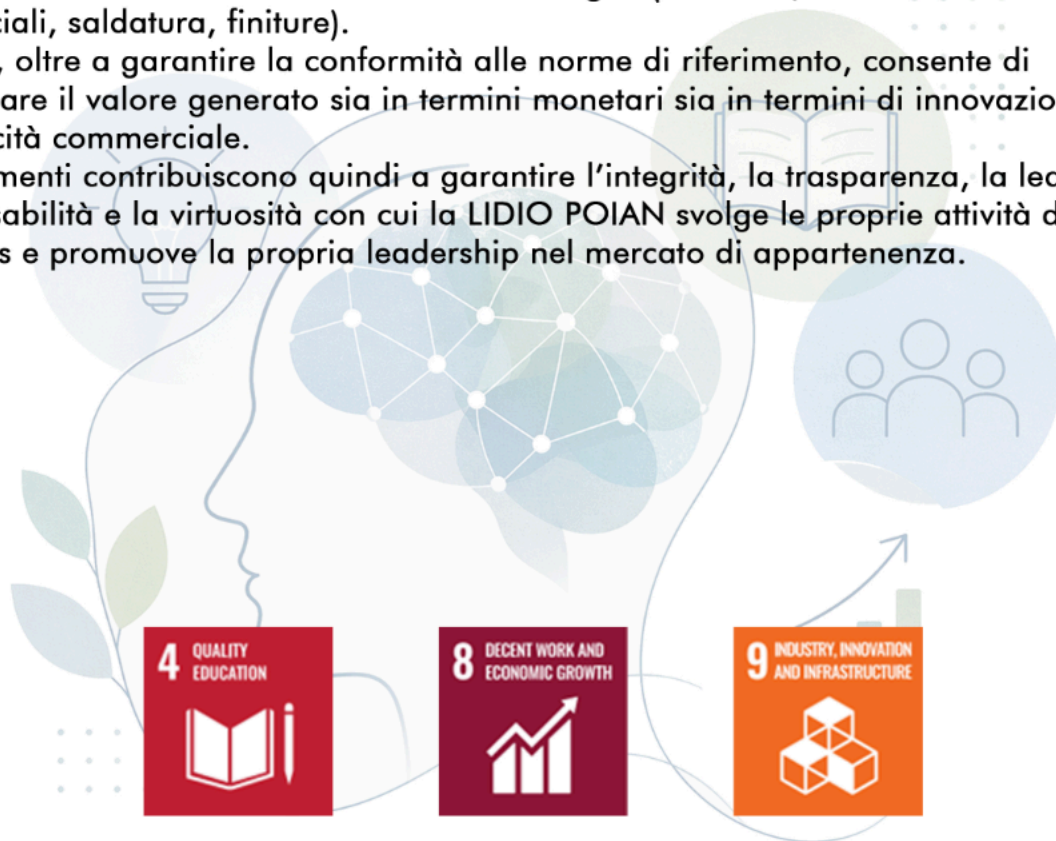 ciali, saldatura, finiture).
, oltre a garantire la conformità alle norme di riferimento, consente di
are il valore generato sia in termini monetari sia in termini di innovazio
cità commerciale.
menti contribuiscono quindi a garantire l'integrità, la trasparenza, la lea
sabilità e la virtuosità con cui la LIDIO POIAN svolge le proprie attività d
s e promuove la propria leadership nel mercato di appartenenza.
4 QUALITY
EDUCATION
8 DECENT WORK AND
ECONOMIC GROWTH
9 INDUSTRY, INNOVATION
AND INFRASTRUCTURE